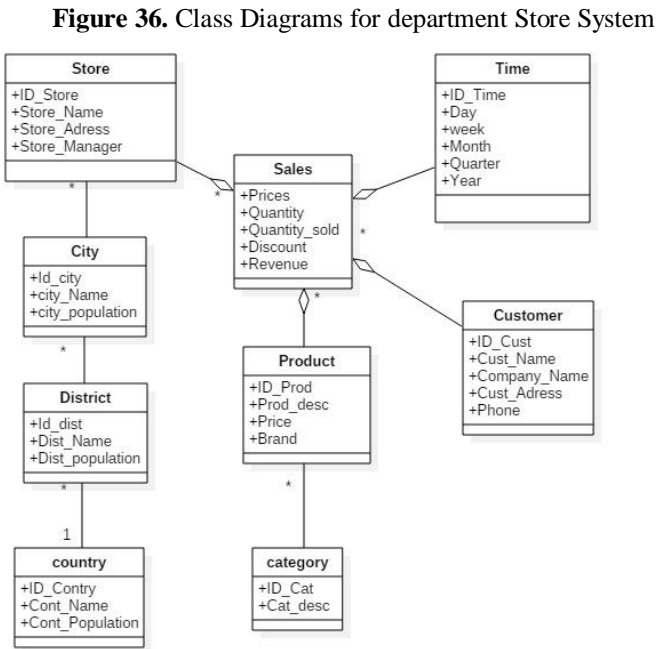 Figure 36. Class Diagrams for department Store System
Store
+ID_Store
+Store_Name
+Store_Adress
+Store_Manager
*
Time
+ID_Time
+Day
+week
+Month
+Quarter
+Year
Sales
+Prices
+Quantity
+Quantity_sold
+Discount
+Revenue
*
*
*
City
+Id_city
+city_Name
+city_population
*
Customer
+ID_Cust
+Cust_Name
+Company_Name
+Cust_Adress
+Phone
Product
+ID_Prod
+Prod_desc
+Price
+Brand
*
District
+Id_dist
+Dist_Name
+Dist_population
*
1
country
+ID_Contry
+Cont_Name
+Cont_Population
category
+ID_Cat
+Cat_desc